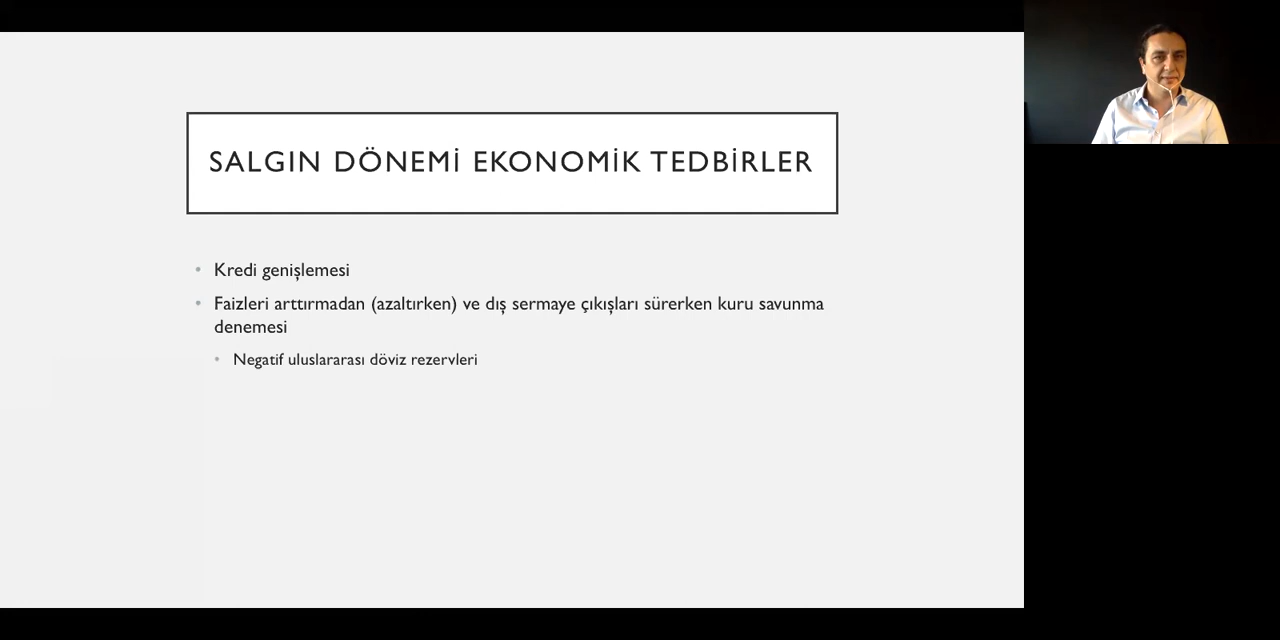 SALGIN DÖNEMİ EKONOMİK TEDBİRLER
Kredi genişlemesi
Faizleri arttırmadan (azaltırken) ve dış sermaye çıkışları sürerken kuru savunma
denemesi
Negatif uluslararası döviz rezervleri